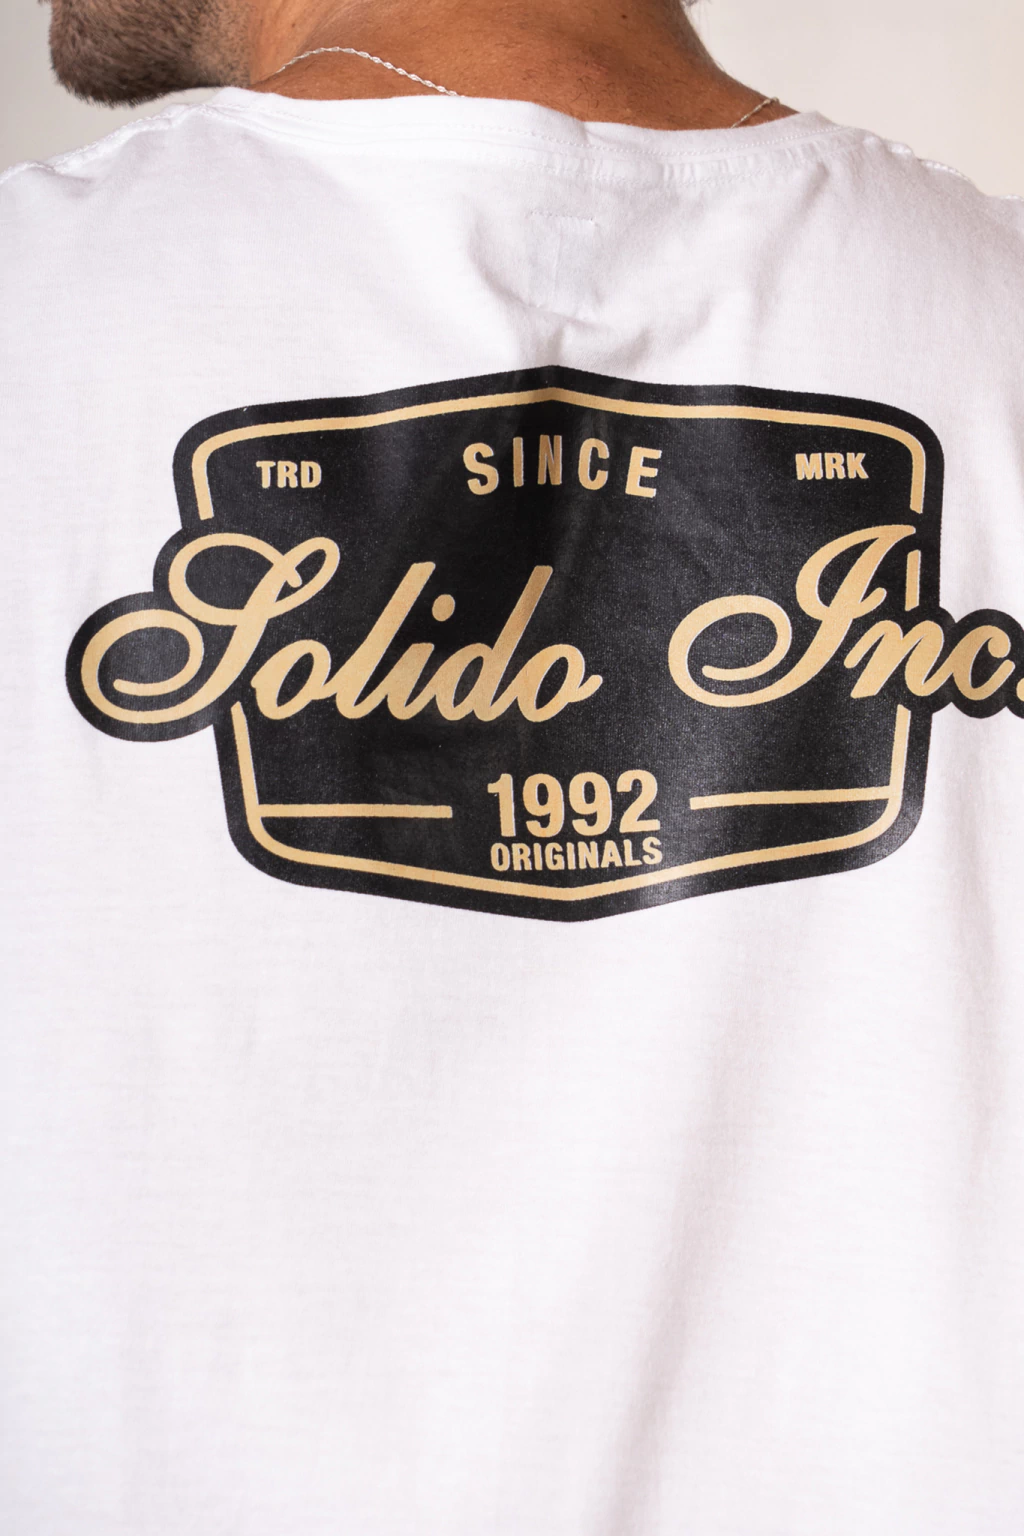 TRD SINCE MRK
Solido Inc.
1992
ORIGINALS